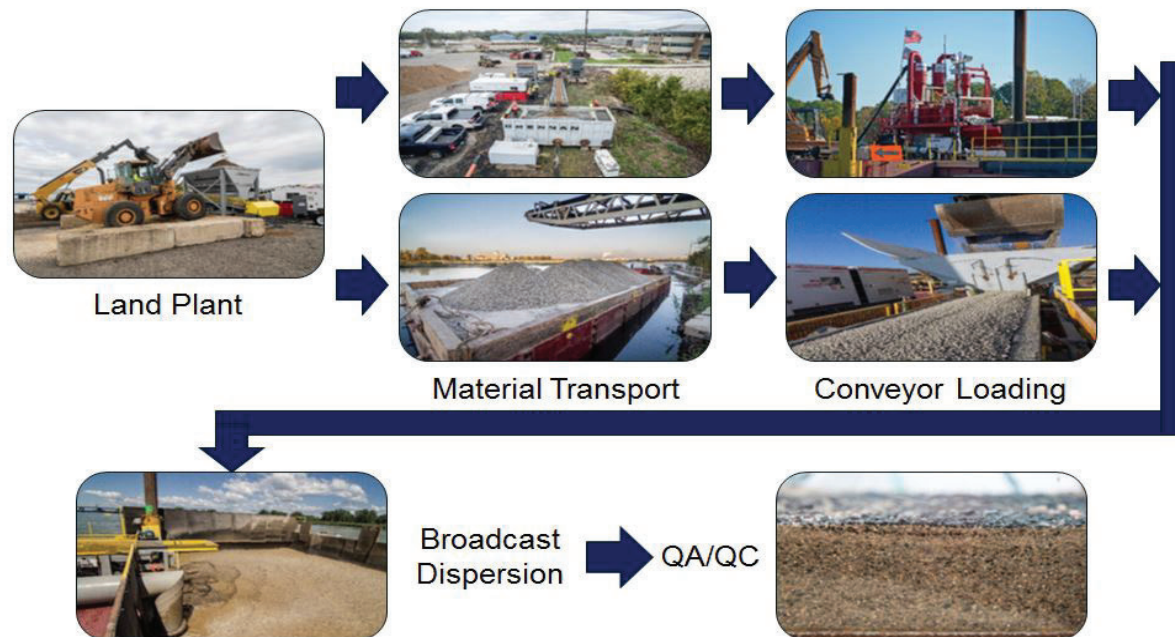 Land Plant
Material Transport
Conveyor Loading
Broadcast
Dispersion
QA/QC